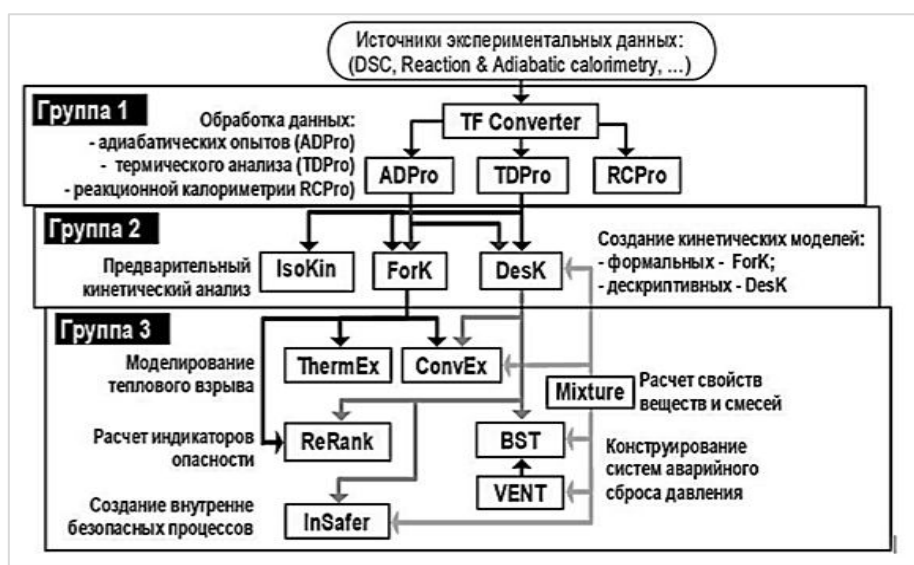 Источники экспериментальных данных:
(DSC, Reaction & Adiabatic calorimetry, ...)
Группа 1
Обработка данных:
- адиабатических опытов (ADPro)
- термического анализа (TDPro)
- реакционной калориметрии RCPro)
TF Converter
ADPro
TDPro
RCPro
Группа 2
Предварительный
кинетический анализ
IsoKin
ForK
DesK
Создание кинетических моделей:
- формальных - ForK;
- дескриптивных - DesK
Группа 3
Моделирование
теплового взрыва
ThermEx
ConvEx
Mixture
Расчет свойств
веществ и смесей
Расчет индикаторов
опасности
ReRank
BST
VENT
Конструирование
систем аварийного
сброса давления
Создание внутренне
безопасных процессов
InSafer